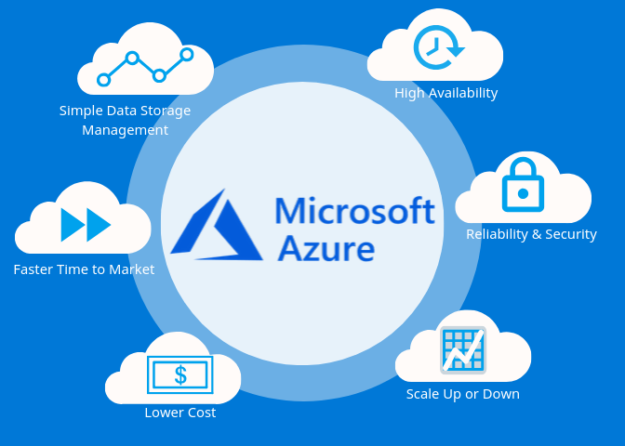 Simple Data Storage
Management
High Availability
Faster Time to Market
Microsoft
Azure
Reliability & Security
$
Lower Cost
Scale Up or Down